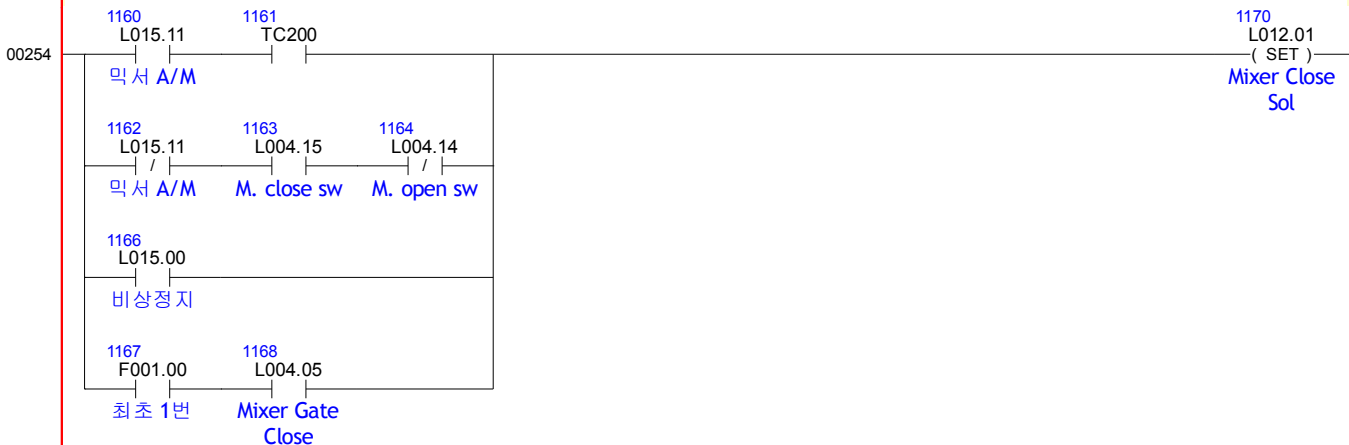 1160 1161 1170
L015.11 TC200 L012.01
00254 ( SET )
믹서 A/M Mixer Close
Sol
1162 1163 1164
L015.11 L004.15 L004.14
/ /
믹서 A/M M. close sw M. open sw
1166
L015.00
비상정지
1167 1168
F001.00 L004.05
최초 1번 Mixer Gate
Close